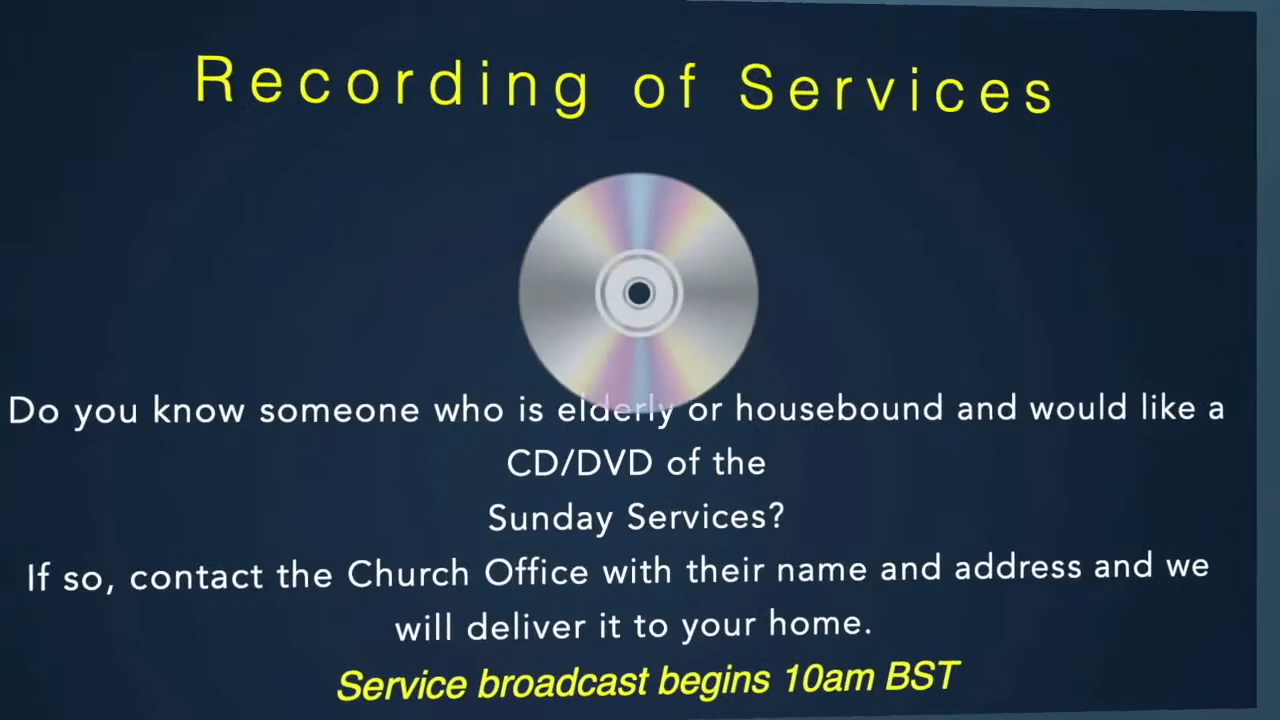 Recording of Services
Do you know someone who is elderly or housebound and would like a
CD/DVD of the
Sunday Services?
If so, contact the Church Office with their name and address and we
will deliver it to your home.
Service broadcast begins 10am BST